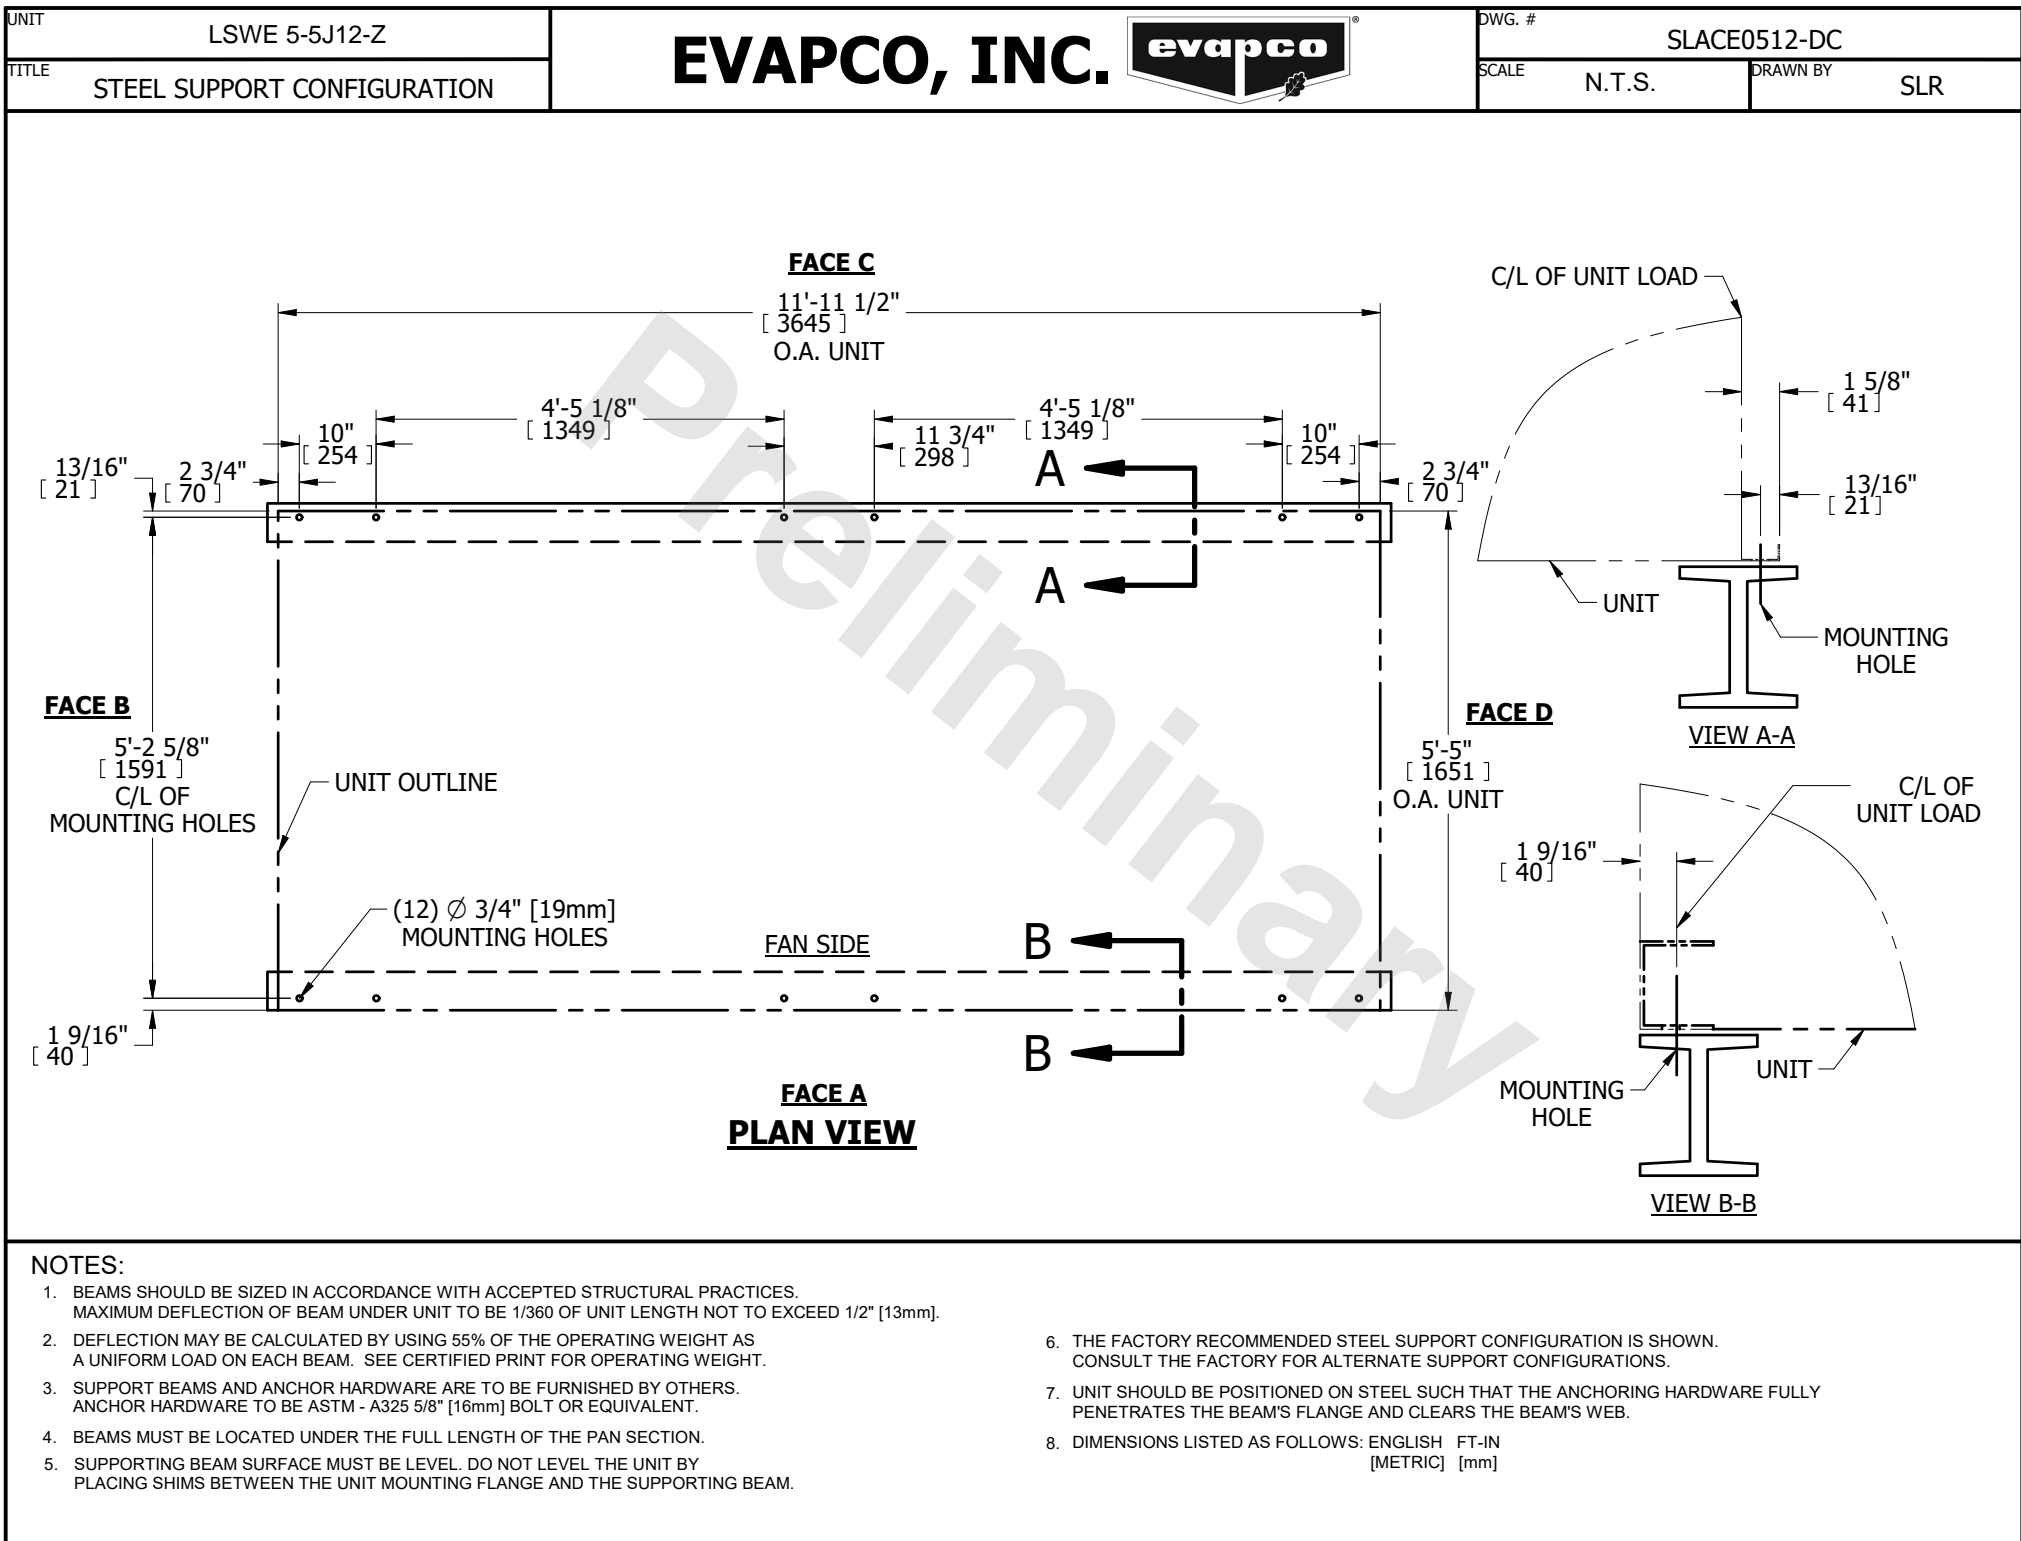 UNIT
LSWE 5-5J12-Z
TITLE
STEEL SUPPORT CONFIGURATION
EVAPCO, INC.
evapco
®
DWG. #
SLACE0512-DC
SCALE
N.T.S.
DRAWN BY
SLR
FACE C
11'-11 1/2"
[ 3645 ]
O.A. UNIT
4'-5 1/8"
[ 1349 ]
4'-5 1/8"
[ 1349 ]
10"
[ 254 ]
11 3/4"
[ 298 ]
10"
[ 254 ]
13/16"
[ 21 ]
2 3/4"
[ 70 ]
2 3/4"
[ 70 ]
A
A
FACE B
5'-2 5/8"
[ 1591 ]
C/L OF
MOUNTING HOLES
UNIT OUTLINE
FACE D
5'-5"
[ 1651 ]
O.A. UNIT
(12) Ø 3/4" [19mm]
MOUNTING HOLES
FAN SIDE
B
B
1 9/16"
[ 40 ]
FACE A
PLAN VIEW
Preliminary
C/L OF UNIT LOAD
1 5/8"
[ 41 ]
13/16"
[ 21 ]
UNIT
MOUNTING
HOLE
VIEW A-A
C/L OF
UNIT LOAD
1 9/16"
[ 40 ]
UNIT
MOUNTING
HOLE
VIEW B-B
NOTES:
1. BEAMS SHOULD BE SIZED IN ACCORDANCE WITH ACCEPTED STRUCTURAL PRACTICES.
MAXIMUM DEFLECTION OF BEAM UNDER UNIT TO BE 1/360 OF UNIT LENGTH NOT TO EXCEED 1/2" [13mm].
2. DEFLECTION MAY BE CALCULATED BY USING 55% OF THE OPERATING WEIGHT AS
A UNIFORM LOAD ON EACH BEAM. SEE CERTIFIED PRINT FOR OPERATING WEIGHT.
3. SUPPORT BEAMS AND ANCHOR HARDWARE ARE TO BE FURNISHED BY OTHERS.
ANCHOR HARDWARE TO BE ASTM - A325 5/8" [16mm] BOLT OR EQUIVALENT.
4. BEAMS MUST BE LOCATED UNDER THE FULL LENGTH OF THE PAN SECTION.
5. SUPPORTING BEAM SURFACE MUST BE LEVEL. DO NOT LEVEL THE UNIT BY
PLACING SHIMS BETWEEN THE UNIT MOUNTING FLANGE AND THE SUPPORTING BEAM.
6. THE FACTORY RECOMMENDED STEEL SUPPORT CONFIGURATION IS SHOWN.
CONSULT THE FACTORY FOR ALTERNATE SUPPORT CONFIGURATIONS.
7. UNIT SHOULD BE POSITIONED ON STEEL SUCH THAT THE ANCHORING HARDWARE FULLY
PENETRATES THE BEAM'S FLANGE AND CLEARS THE BEAM'S WEB.
8. DIMENSIONS LISTED AS FOLLOWS: ENGLISH FT-IN
[METRIC] [mm]